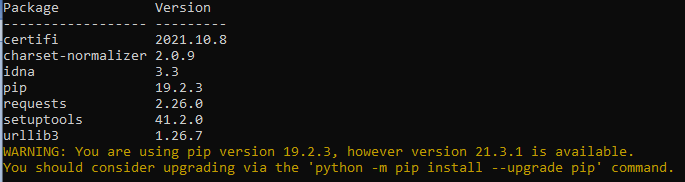 Package Version
------------------ ---------
certifi 2021.10.8
charset-normalizer 2.0.9
idna 3.3
pip 19.2.3
requests 2.26.0
setuptools 41.2.0
urllib3 1.26.7
WARNING: You are using pip version 19.2.3, however version 21.3.1 is available.
You should consider upgrading via the 'python -m pip install --upgrade pip' command.